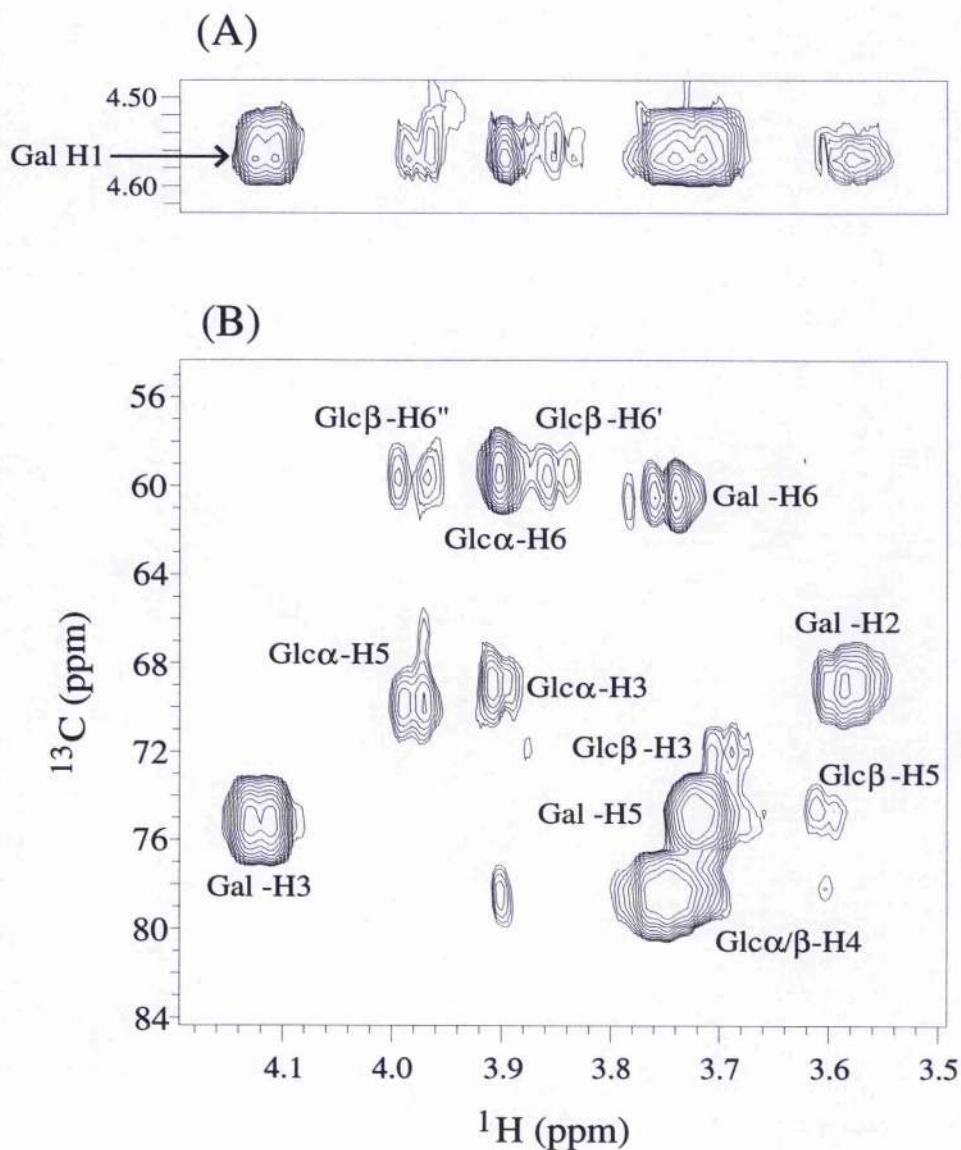 (A)
4.50
Gal H1
4.60
(B)
56
Glcβ-H6" Glcβ-H6'
60
Gal -H6
Glcα-H6
64
Gal -H2
Glcα-H5
68
Glcα-H3
72
Glcβ-H3
Glcβ-H5
Gal -H5
76
Gal -H3
80
Glcα/β-H4
84
13C (ppm)
4.1 4.0 3.9 3.8 3.7 3.6 3.5
1H (ppm)